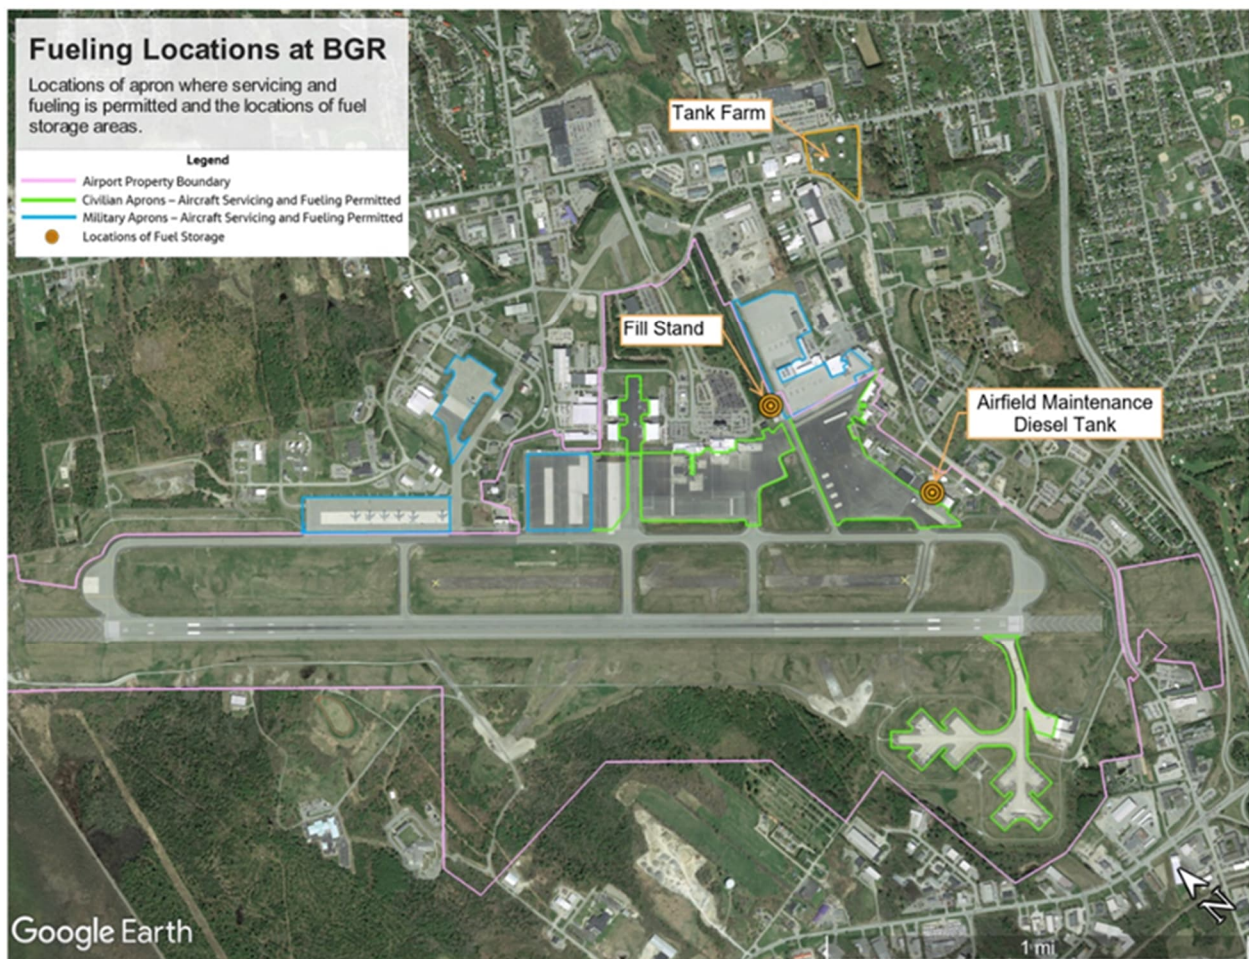 Fueling Locations at BGR
Locations of apron where servicing and
fueling is permitted and the locations of fuel
storage areas.
Legend
Airport Property Boundary
Civilian Aprons – Aircraft Servicing and Fueling Permitted
Military Aprons – Aircraft Servicing and Fueling Permitted
Locations of Fuel Storage
Tank Farm
Fill Stand
Airfield Maintenance
Diesel Tank
N
Google Earth
1 mi